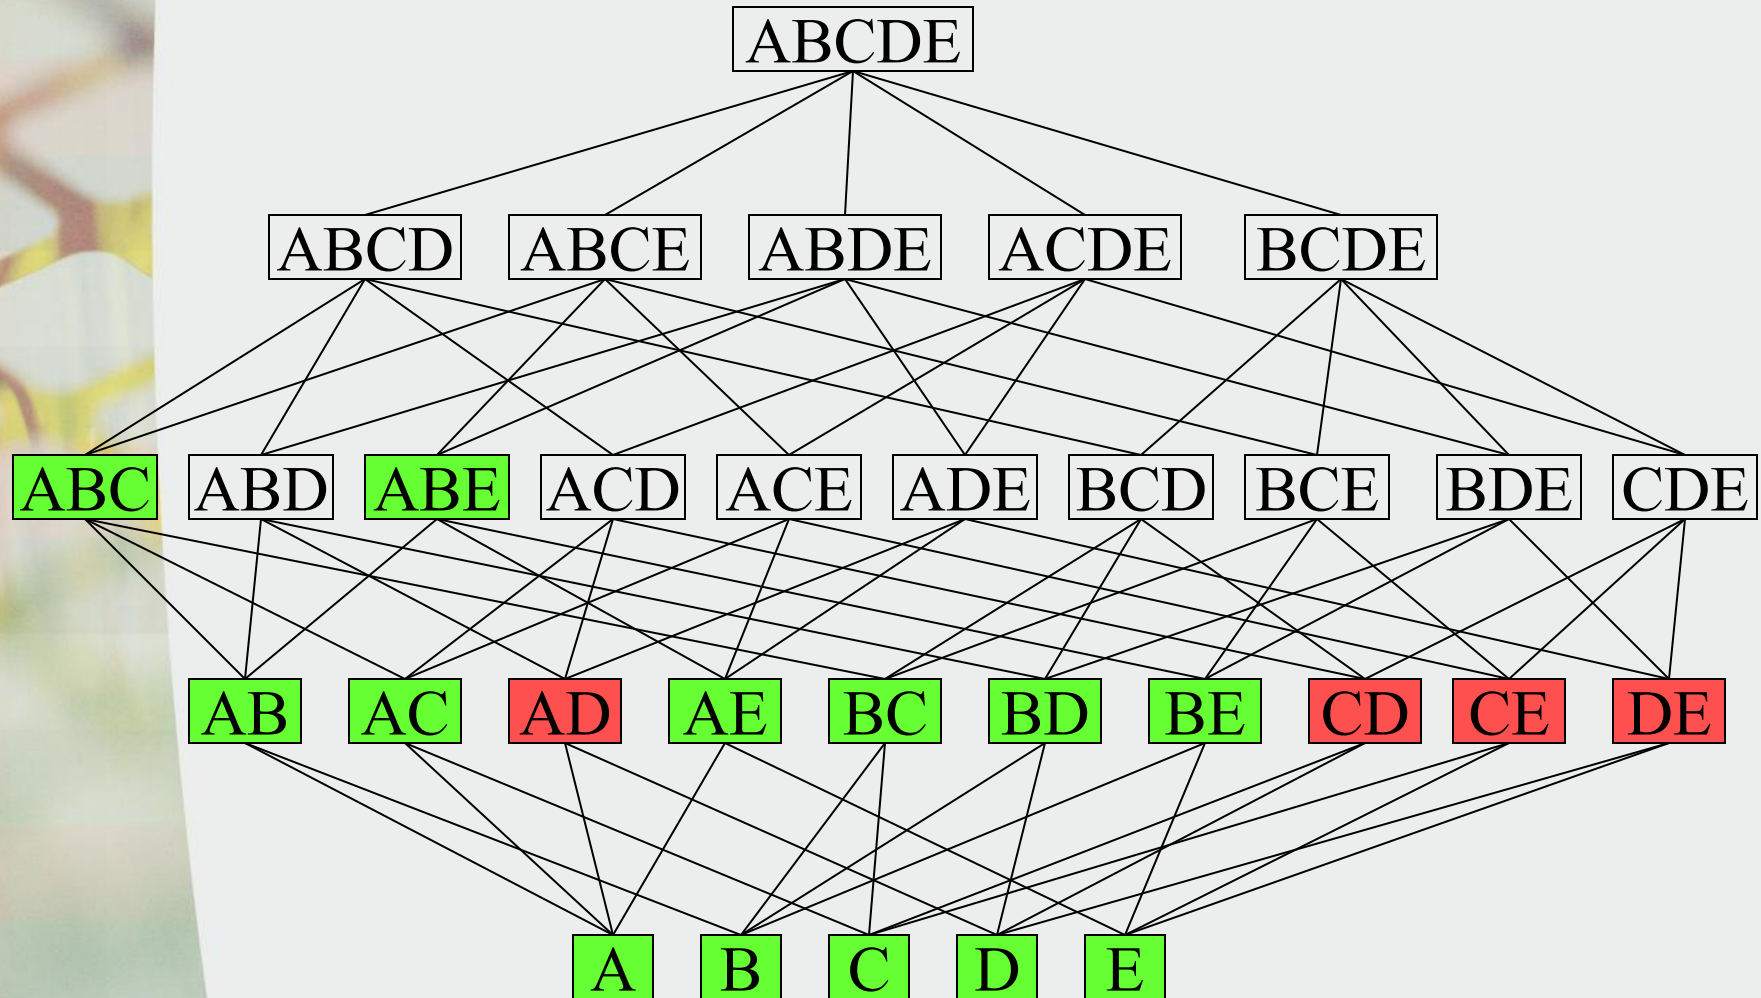 ABCDE
ABCD ABCE ABDE ACDE BCDE
ABC ABD ABE ACD ACE ADE BCD BCE BDE CDE
AB AC AD AE BC BD BE CD CE DE
A B C D E